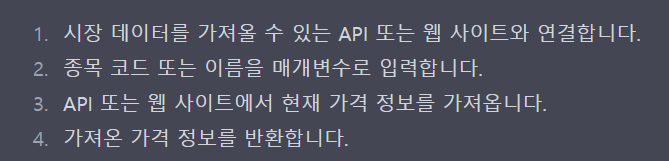 1. 시장 데이터를 가져올 수 있는 API 또는 웹 사이트와 연결합니다.
2. 종목 코드 또는 이름을 매개변수로 입력합니다.
3. API 또는 웹 사이트에서 현재 가격 정보를 가져옵니다.
4. 가져온 가격 정보를 반환합니다.